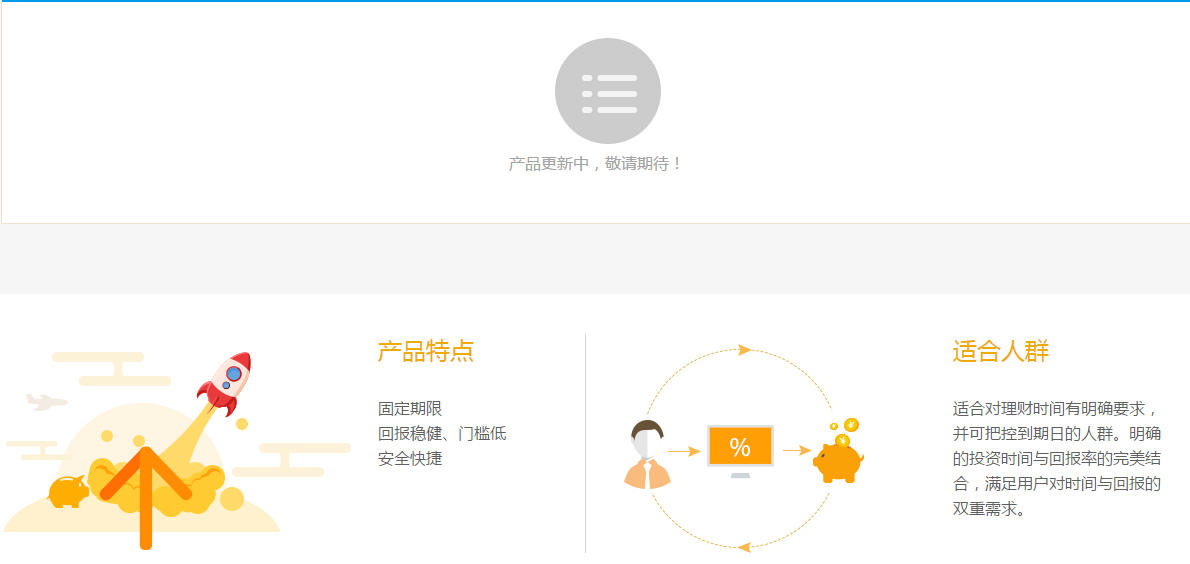 产品更新中，敬请期待！
产品特点
固定期限
回报稳健、门槛低
安全快捷
%
适合人群
适合对理财时间有明确要求，
并可把控到期日的人群。明确
的投资时间与回报率的完美结
合，满足用户对时间与回报的
双重需求。